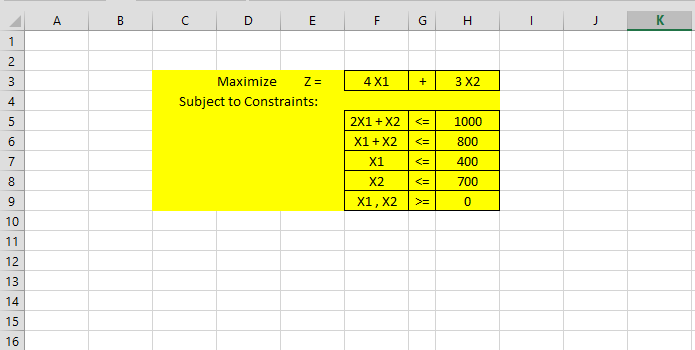 A B C D E F G H I J K
1
2
3 Maximize Z = 4 X1 + 3 X2
4 Subject to Constraints:
5 2X1 + X2 <= 1000
6 X1 + X2 <= 800
7 X1 <= 400
8 X2 <= 700
9 X1 , X2 >= 0
10
11
12
13
14
15
16